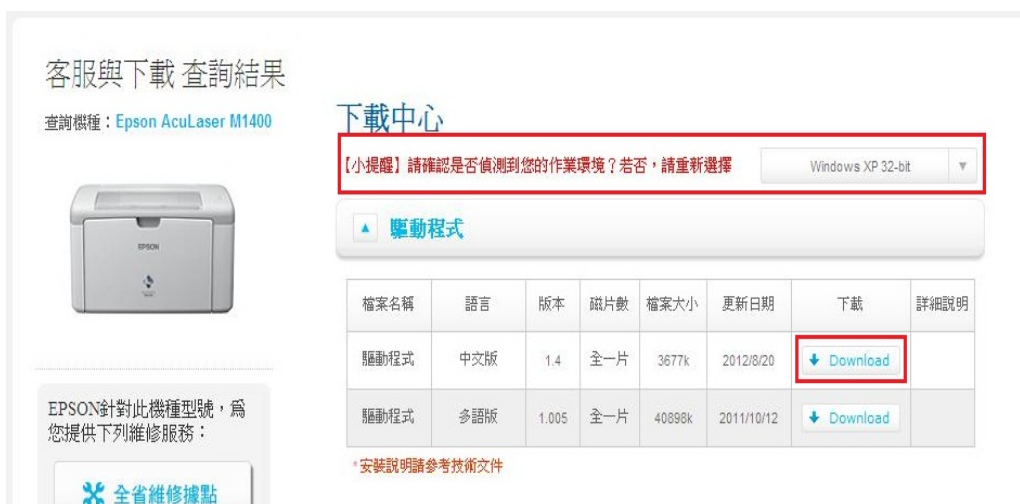 客服與下載 查詢結果
查詢機種：Epson AcuLaser M1400
EPSON
EPSON針對此機種型號，為
您提供下列維修服務：
全省維修據點
下載中心
【小提醒】請確認是否偵測到您的作業環境？若否，請重新選擇 Windows XP 32-bit
驅動程式
檔案名稱 語言 版本 磁片數 檔案大小 更新日期 下載 詳細說明
驅動程式 中文版 1.4 全一片 3677k 2012/8/20 Download
驅動程式 多語版 1.005 全一片 40898k 2011/10/12 Download
*安裝說明請參考技術文件